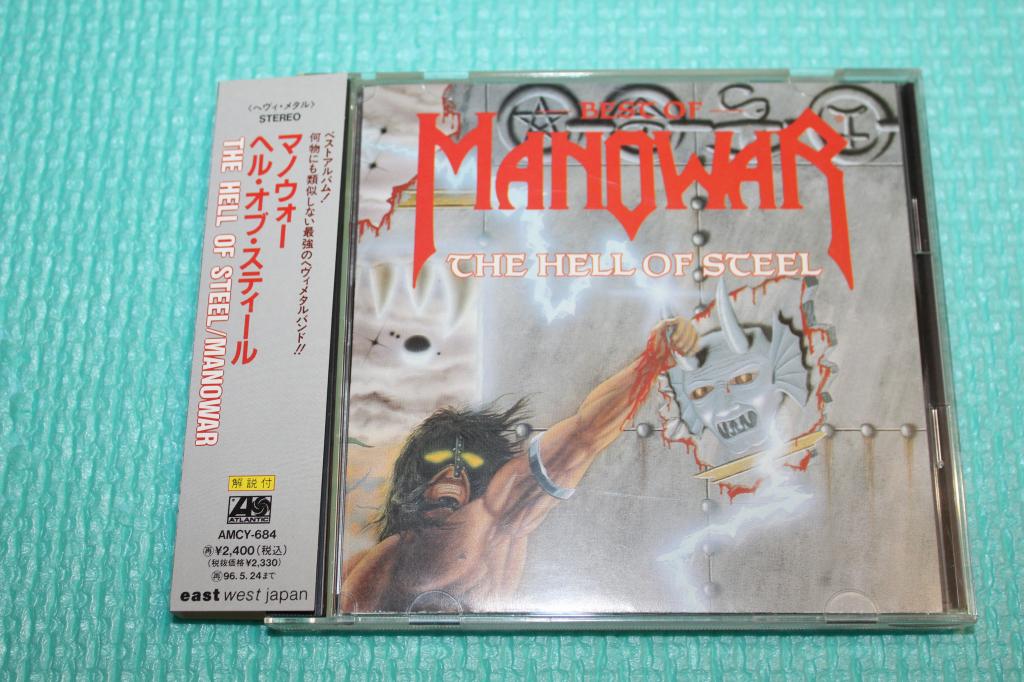 〈ヘヴィ・メタル〉
STEREO
ベストアルバム!
何物にも類似しない最強のヘヴィメタルバンド!!
マノウォー
ヘル・オブ・スティール
THE HELL OF STEEL/MANOWAR
解説付
ATLANTIC
AMCY-684
再¥2,400(税込)
(税抜価格¥2,330)
再96.5.24まで
east west japan
BEST OF
MANOWAR
THE HELL OF STEEL